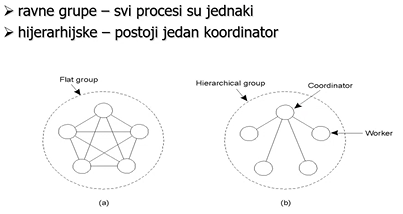 ➢ ravne grupe – svi procesi su jednaki
➢ hijerarhijske – postoji jedan koordinator
Flat group
Hierarchical group
Coordinator
Worker
(a)
(b)